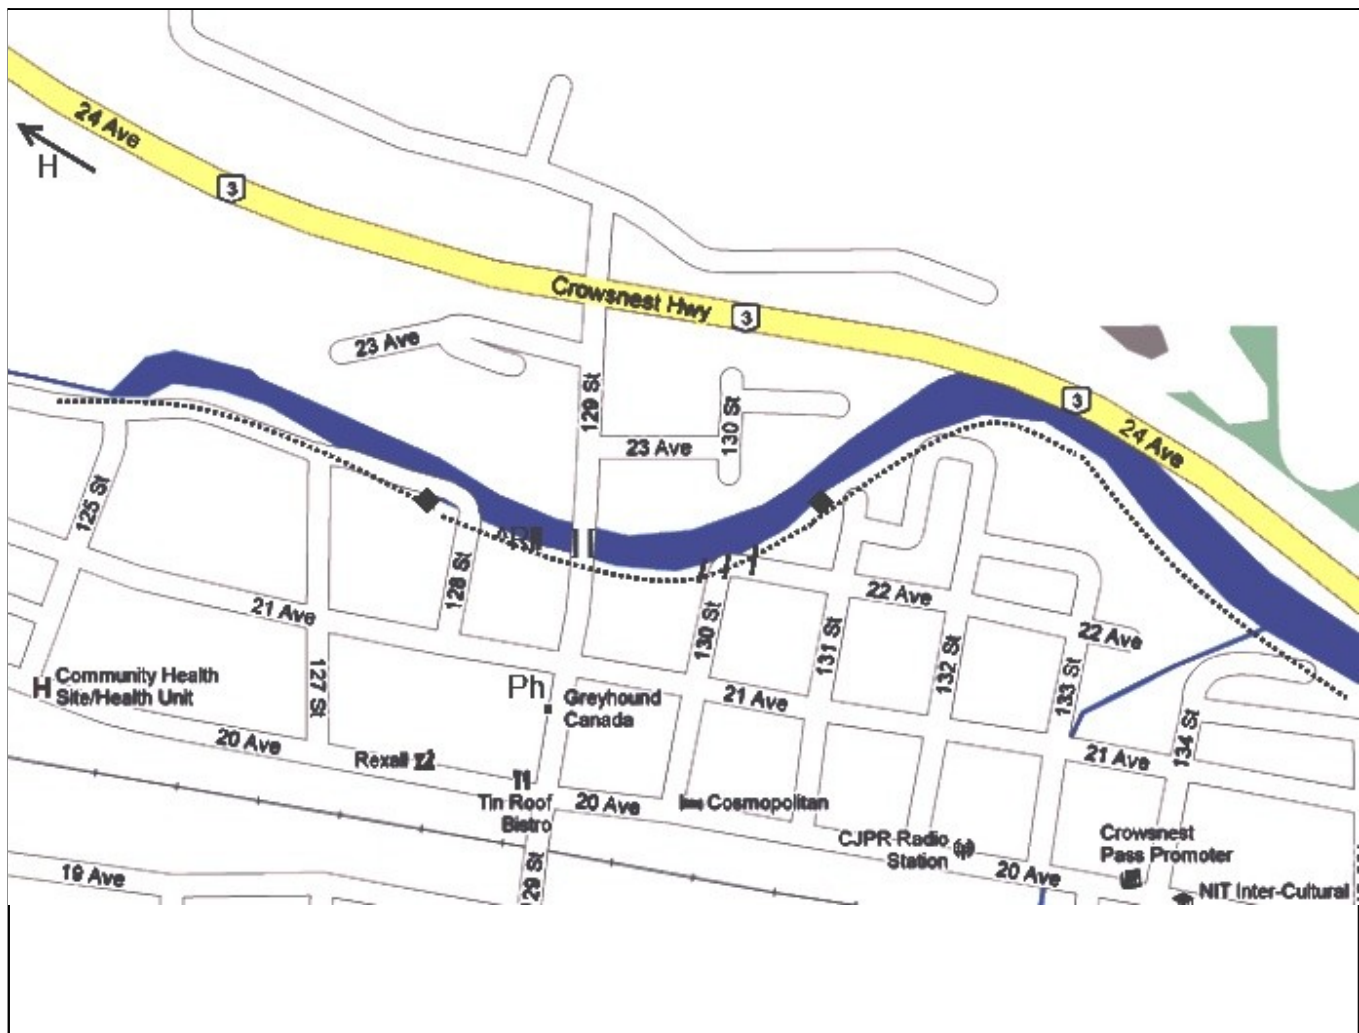 24 Ave
H
3
Crowsnest Hwy
3
23 Ave
129 St
130 St
23 Ave
3
24 Ave
125 St
128 St
21 Ave
22 Ave
130 St
131 St
132 St
22 Ave
133 St
H
Community Health
Site/Health Unit
127 St
Ph
Greyhound
Canada
21 Ave
134 St
21 Ave
20 Ave
Rexall
Tin Roof
Bistro
20 Ave
Cosmopolitan
CJPR Radio
Station
Crowsnest
Pass Promoter
20 Ave
19 Ave
29 St
NIT Inter-Cultural